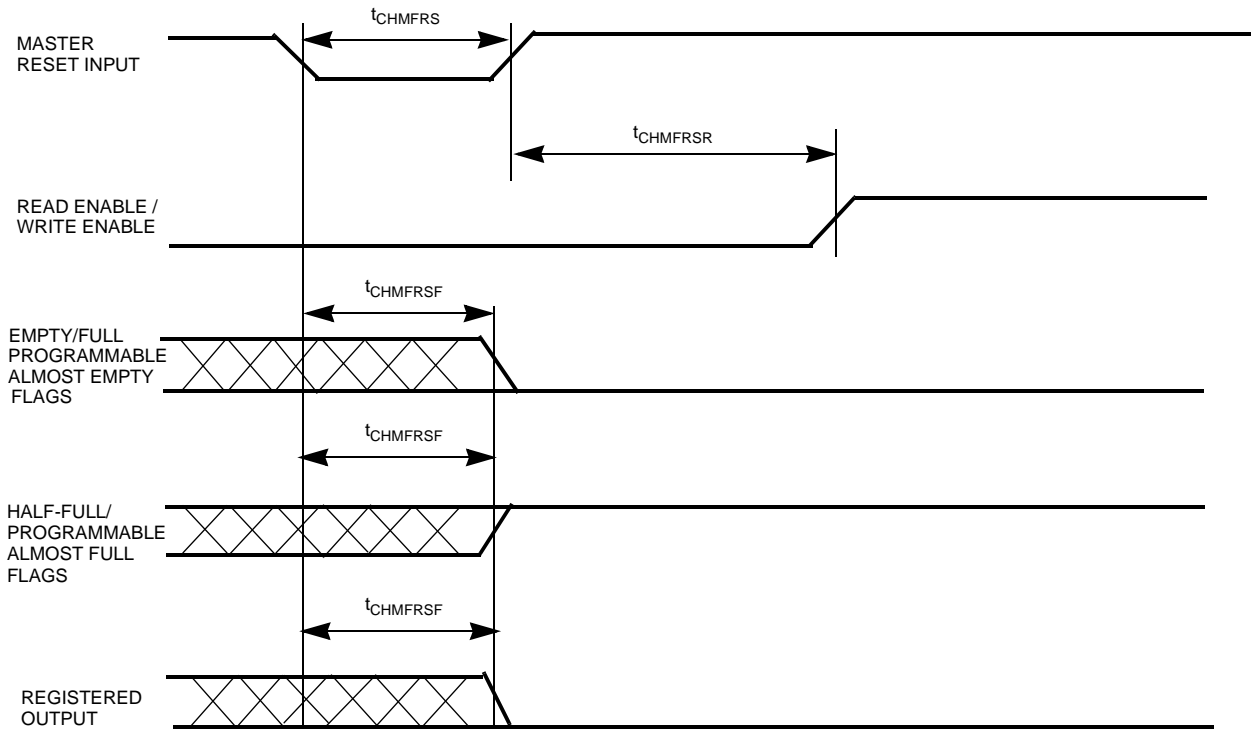 tCHMFRS
MASTER
RESET INPUT
tCHMFRSR
READ ENABLE /
WRITE ENABLE
tCHMFRSF
EMPTY/FULL
PROGRAMMABLE
ALMOST EMPTY
FLAGS
tCHMFRSF
HALF-FULL/
PROGRAMMABLE
ALMOST FULL
FLAGS
tCHMFRSF
REGISTERED
OUTPUT